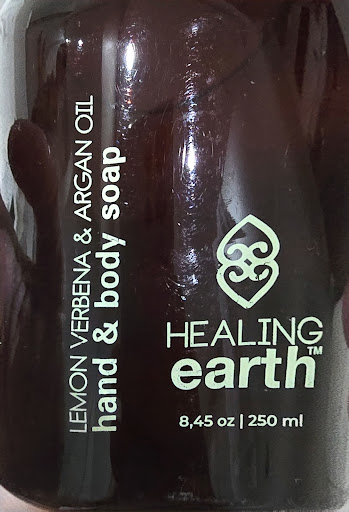 LEMON VERBENA & ARGAN OIL
hand & body soap
HEALING
earth™
8,45 oz | 250 ml